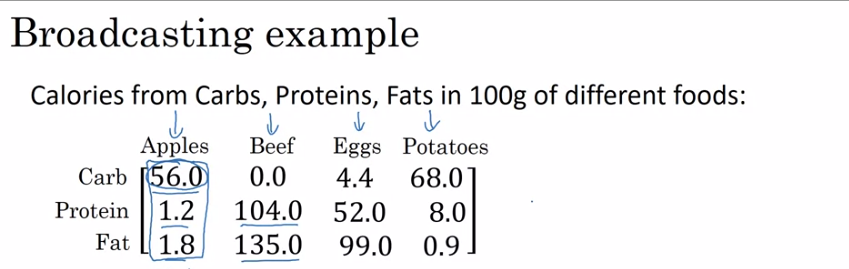 Broadcasting example
Calories from Carbs, Proteins, Fats in 100g of different foods:
Apples Beef Eggs Potatoes
Carb 56.0 0.0 4.4 68.0
Protein 1.2 104.0 52.0 8.0
Fat 1.8 135.0 99.0 0.9